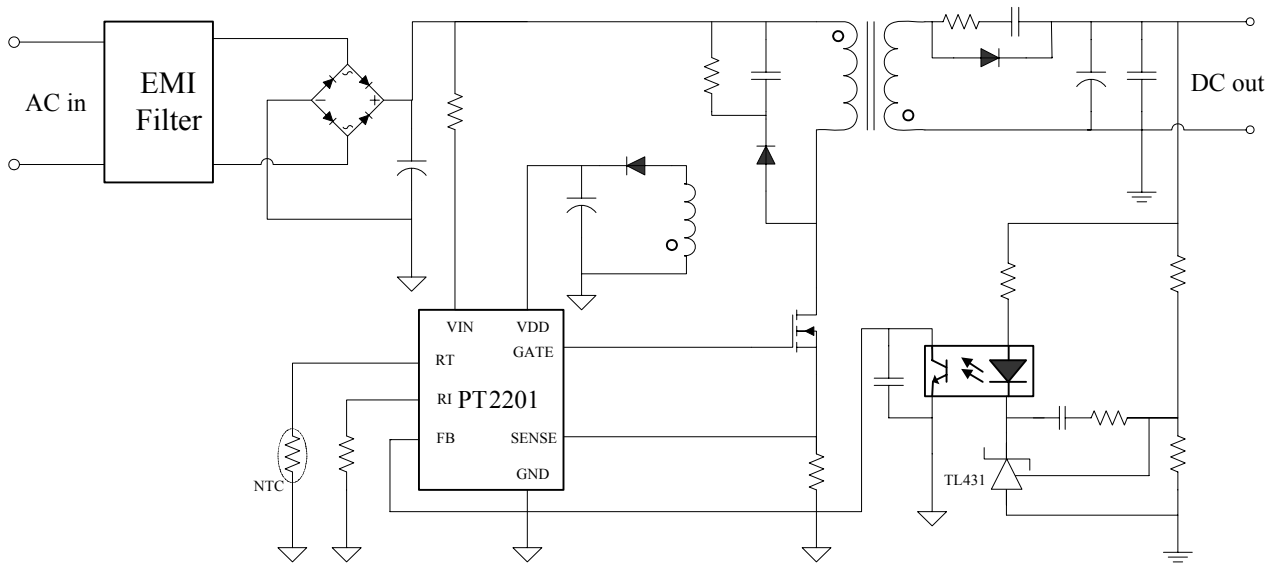 AC in
EMI
Filter
DC out
VIN
VDD
RT
GATE
RI
PT2201
FB
SENSE
GND
NTC
TL431